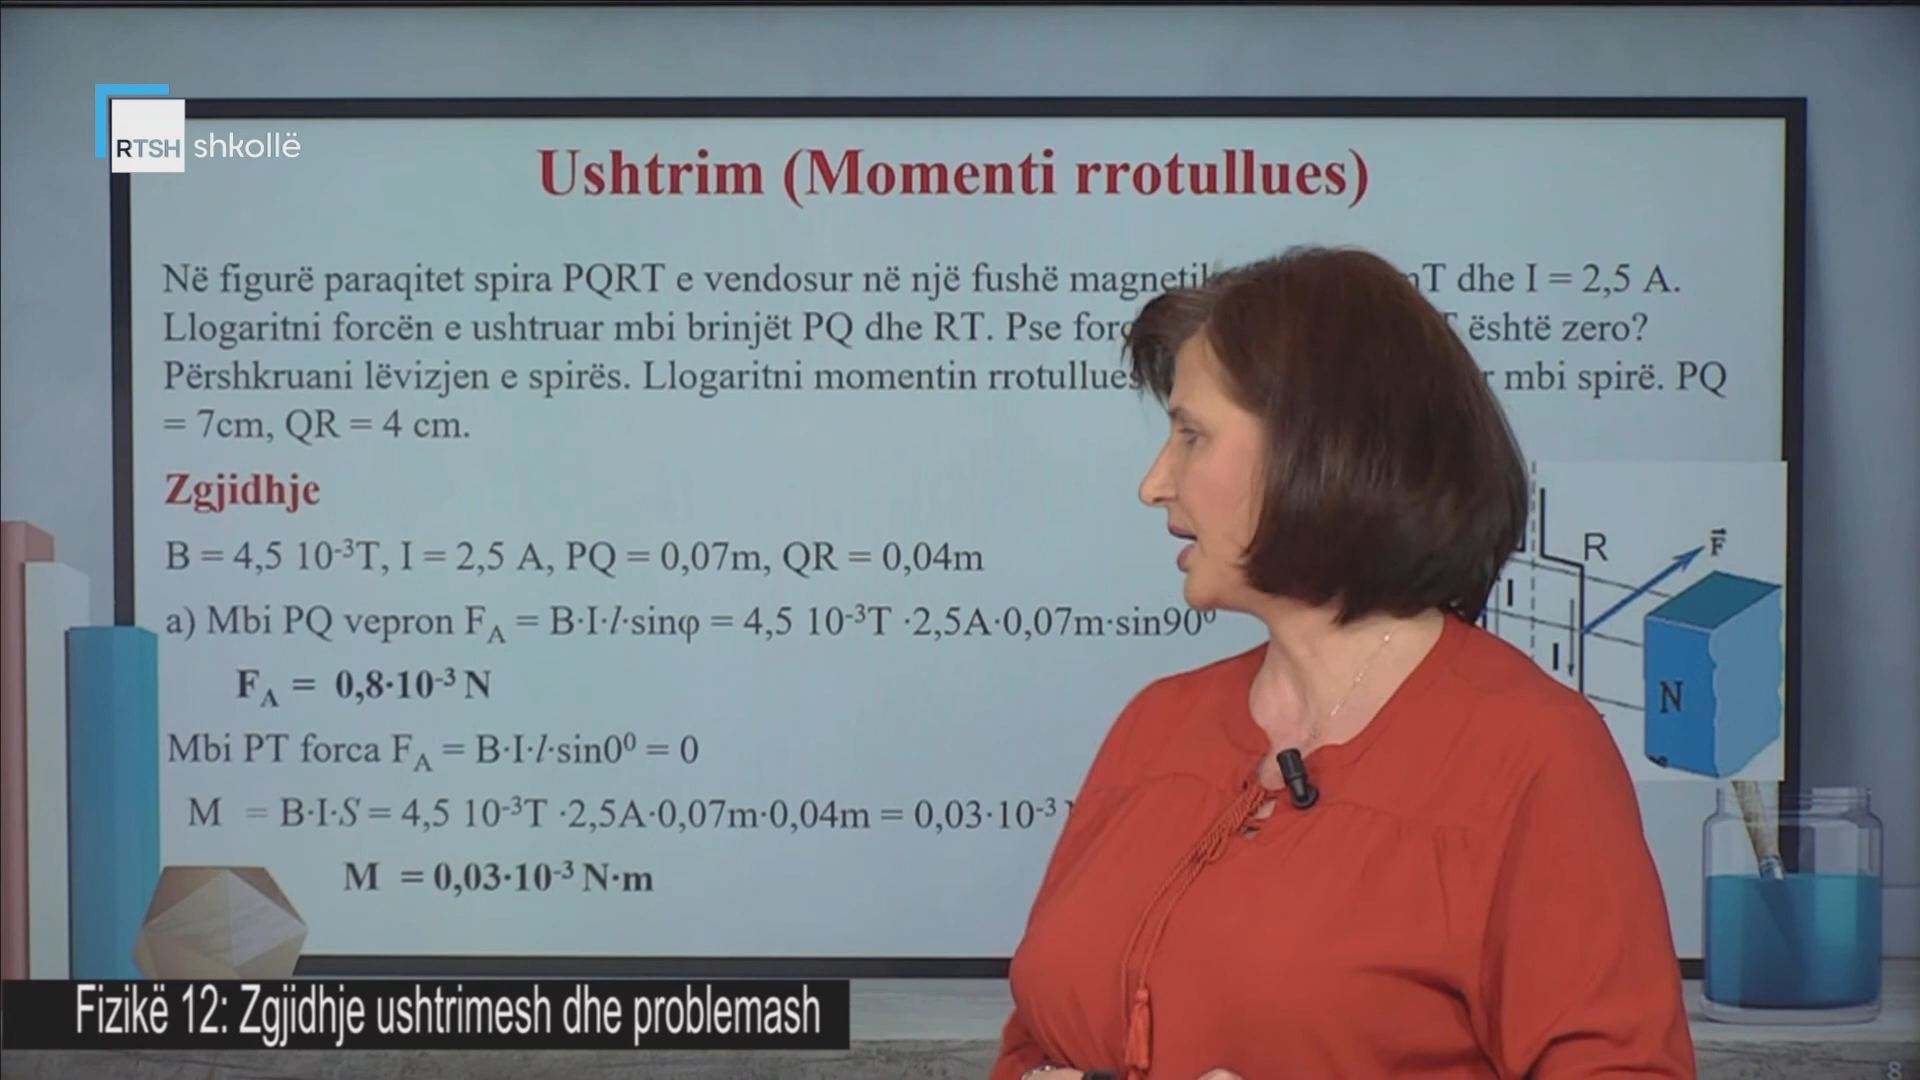 RTSH shkollë
Ushtrim (Momenti rrotullues)
Në figurë paraqitet spira PQRT e vendosur në një fushë T dhe I = 2,5 A.
Llogaritni forcën e ushtruar mbi brinjët PQ dhe RT. Pse është zero?
Përshkruani lëvizjen e spirës. Llogaritni momentin mbi spirë. PQ
= 7cm, QR = 4 cm.
Zgjidhje
B = 4,5 10⁻³T, I = 2,5 A, PQ = 0,07m, QR = 0,04m
a) Mbi PQ vepron F_A = B·I·l·sinφ = 4,5 10⁻³T ·2,5A·0,07m·sin90⁰
F_A = 0,8·10⁻³ N
Mbi PT forca F_A = B·I·l·sin0⁰ = 0
M = B·I·S = 4,5 10⁻³T ·2,5A·0,07m·0,04m = 0,03·10⁻³
M = 0,03·10⁻³ N·m
R
F⃗
I
I
N
Fizikë 12: Zgjidhje ushtrimesh dhe problemash
8